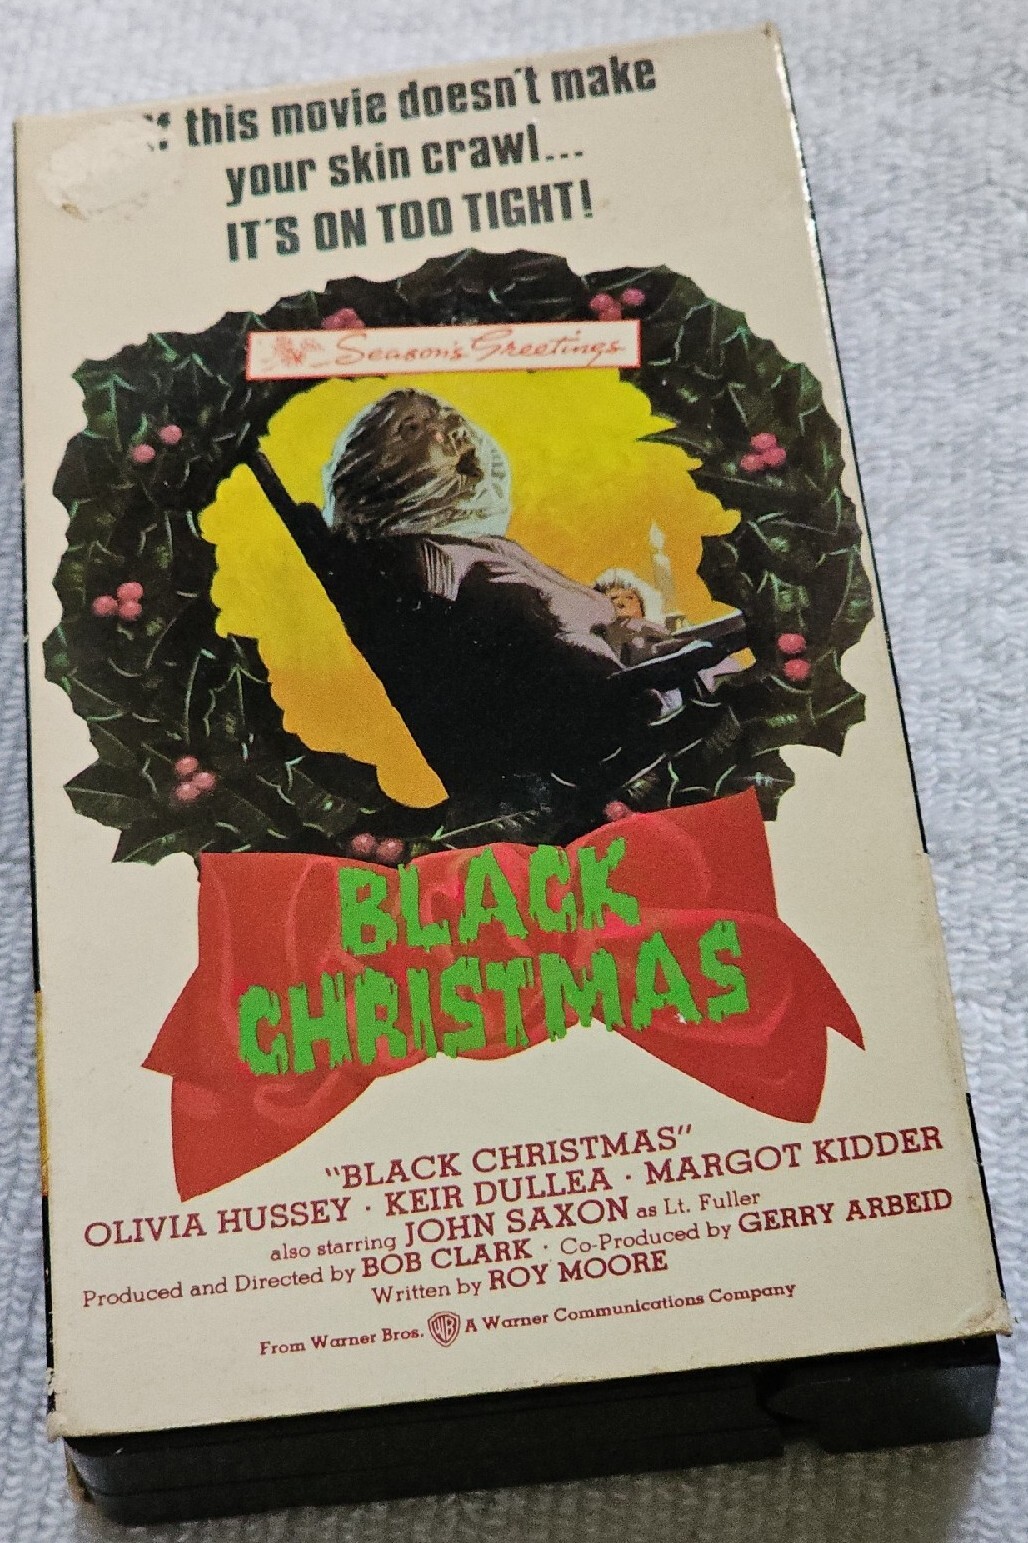 If this movie doesn't make
your skin crawl...
IT'S ON TOO TIGHT!
Season's Greetings
BLACK
CHRISTMAS
"BLACK CHRISTMAS"
OLIVIA HUSSEY · KEIR DULLEA · MARGOT KIDDER
also starring JOHN SAXON as Lt. Fuller
Produced and Directed by BOB CLARK · Co-Produced by GERRY ARBEID
Written by ROY MOORE
From Warner Bros. WB A Warner Communications Company